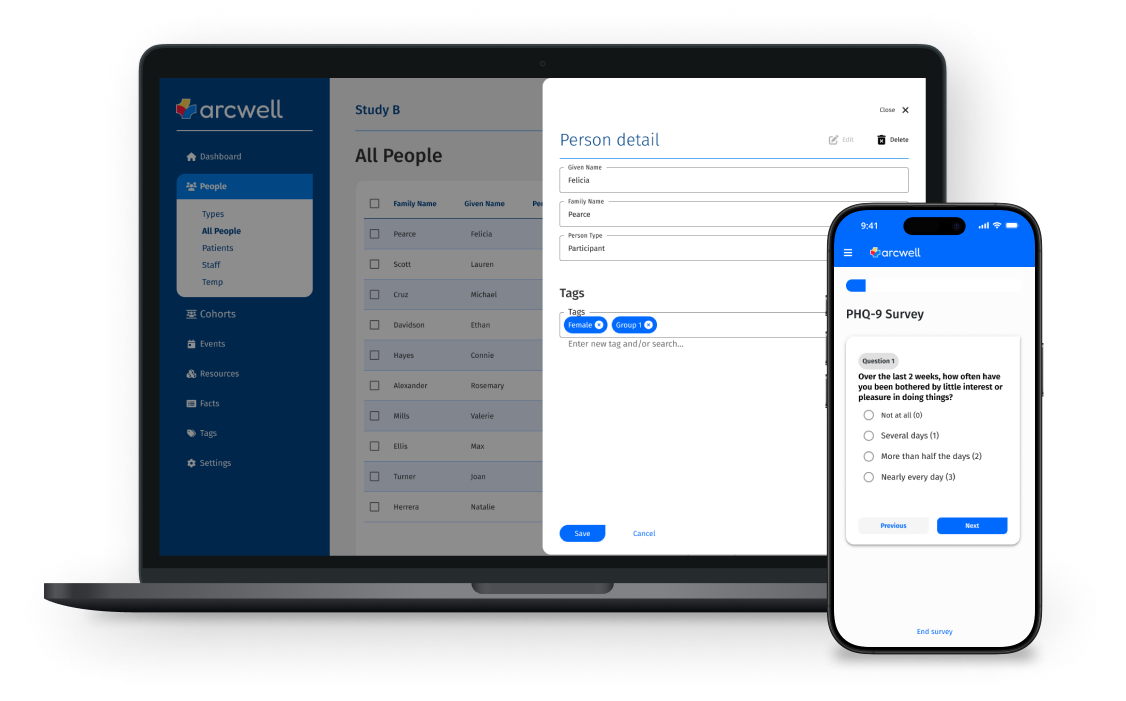 arcwell
Dashboard
People
Types
All People
Patients
Staff
Temp
Cohorts
Events
Resources
Facts
Tags
Settings
Study B
All People
Family Name Given Name
Pearce Felicia
Scott Lauren
Cruz Michael
Davidson Ethan
Hayes Connie
Alexander Rosemary
Mills Valerie
Ellis Max
Turner Joan
Herrera Natalie
Close
Person detail
Edit Delete
Given Name
Felicia
Family Name
Pearce
Person Type
Participant
Tags
Tags
Female Group 1
Enter new tag and/or search...
Save Cancel
9:41
arcwell
PHQ-9 Survey
Question 1
Over the last 2 weeks, how often have
you been bothered by little interest or
pleasure in doing things?
Not at all (0)
Several days (1)
More than half the days (2)
Nearly every day (3)
Previous Next
End survey